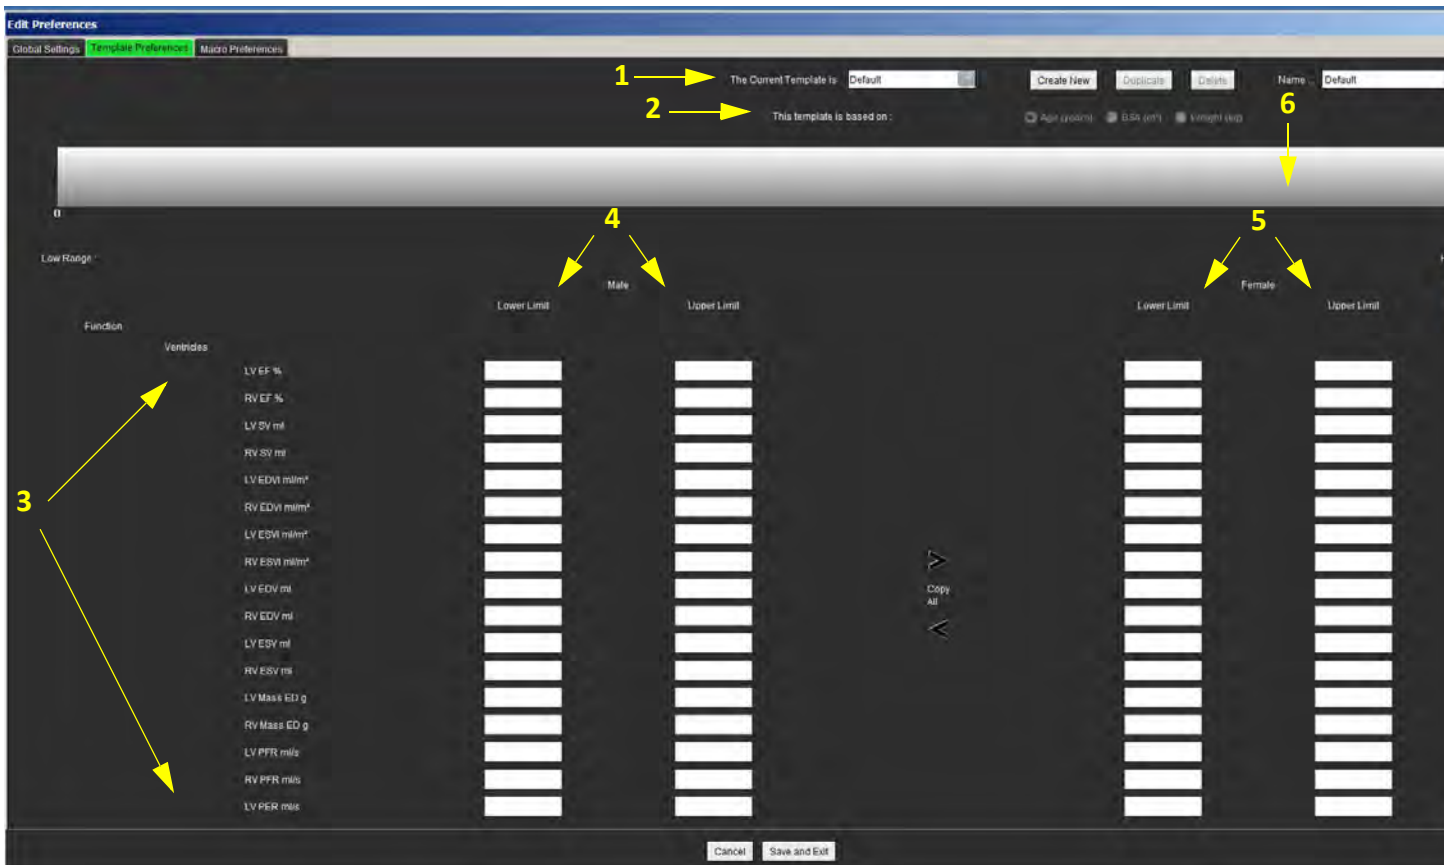 Edit Preferences
Global Settings Template Preferences Macro Preferences
1 The Current Template is Default Create New Duplicate Delete Name Default
2 This template is based on : Age (years) BSA (m²) Weight (kg) 6
0 4 5
Low Range :
Male Female
Lower Limit Upper Limit Lower Limit Upper Limit
Function
Ventricles
LV EF %
RV EF %
LV SV ml
RV SV ml
LV EDVI ml/m²
3
RV EDVI ml/m²
LV ESVI ml/m²
RV ESVI ml/m² >
LV EDV ml Copy
All
RV EDV ml <
LV ESV ml
RV ESV ml
LV Mass ED g
RV Mass ED g
LV PFR ml/s
RV PFR ml/s
LV PER ml/s
Cancel Save and Exit